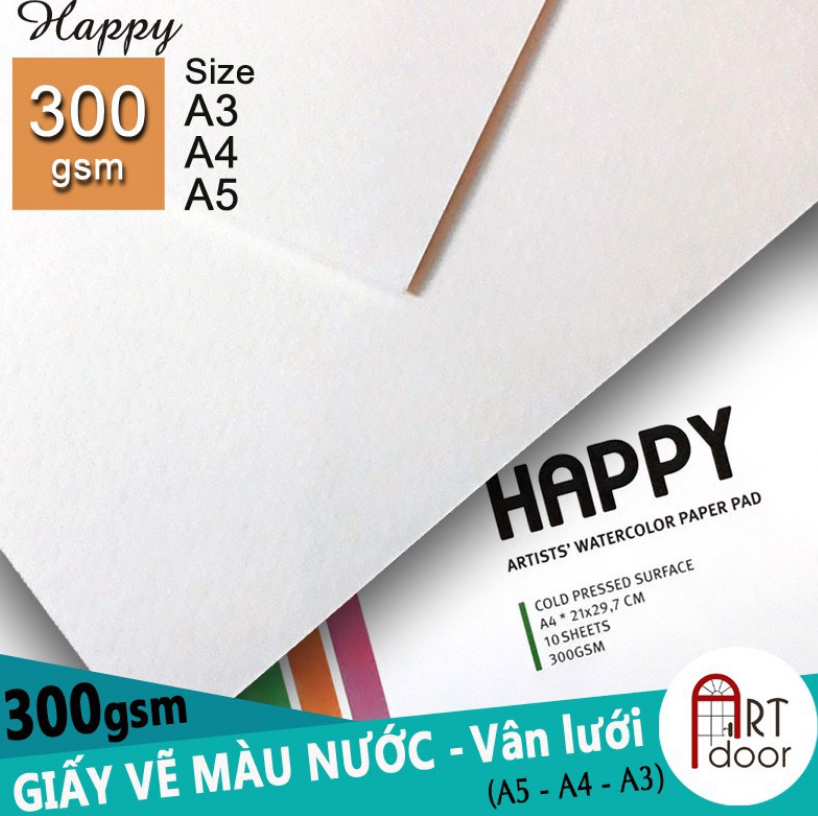 Happy
300
gsm
Size
A3
A4
A5
HAPPY
ARTISTS' WATERCOLOR PAPER PAD
COLD PRESSED SURFACE
A4 * 21x29,7 CM
10 SHEETS
300GSM
300gsm
GIẤY VẼ MÀU NƯỚC - Vân lưới
(A5 - A4 - A3)
ART
door